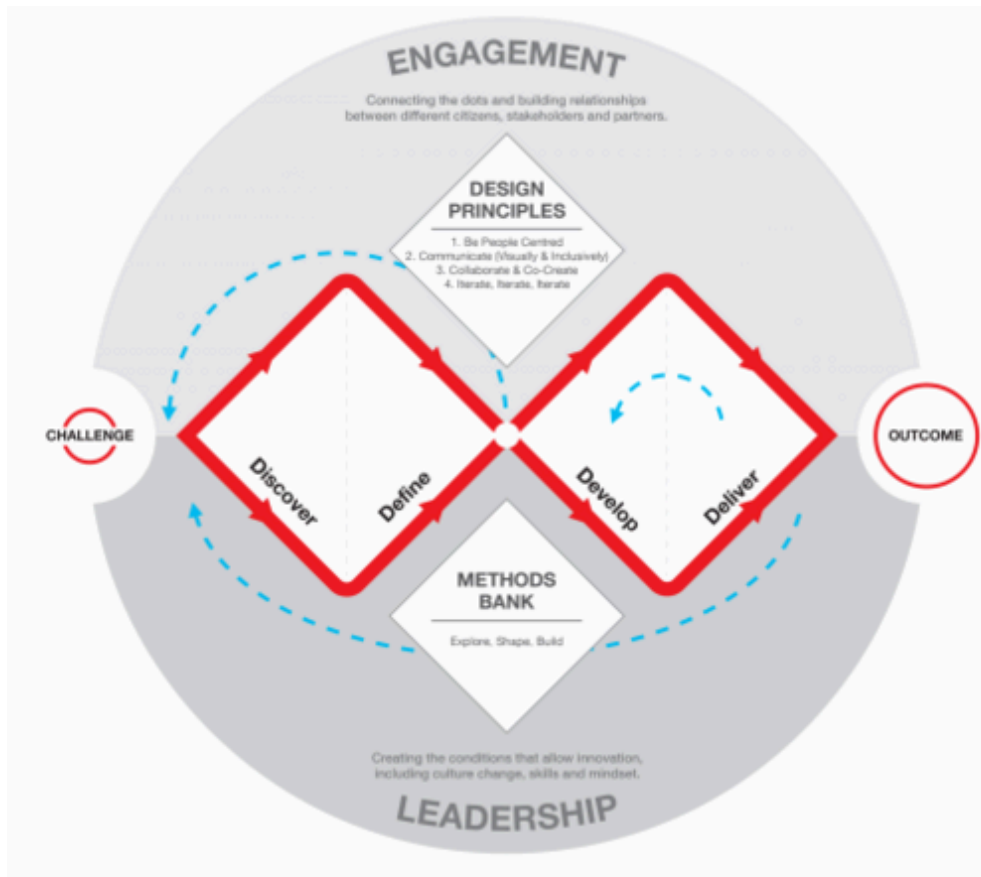 ENGAGEMENT
Connecting the dots and building relationships
between different citizens, stakeholders and partners.
DESIGN
PRINCIPLES
1. Be People Centred
2. Communicate (Visually & Inclusively)
3. Collaborate & Co-Create
4. Iterate, Iterate, Iterate
CHALLENGE
OUTCOME
Discover
Define
Develop
Deliver
METHODS
BANK
Explore, Shape, Build
Creating the conditions that allow innovation,
including culture change, skills and mindset.
LEADERSHIP